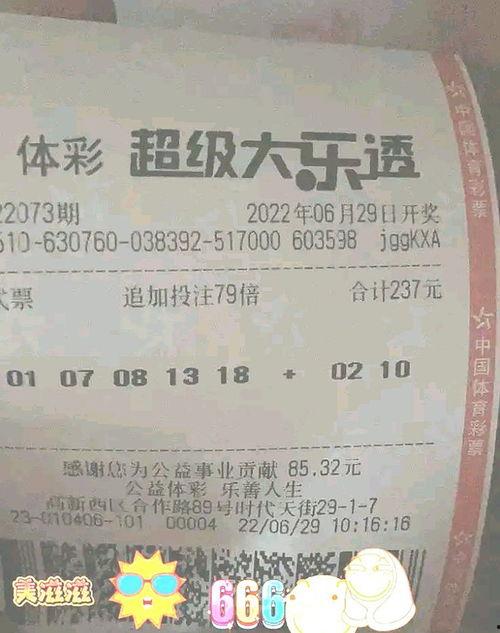 体彩 超级大乐透
22073期 2022年06月29日开奖
510-630760-038392-517000 603598 jggKXA
式票 追加投注79倍 合计237元
01 07 08 13 18 + 02 10
感谢您为公益事业贡献 85.32元
公益体彩 乐善人生
高新西区合作路89号时代天街29-1-7
23-010406-101 00004 22/06/29 10:16:16
美滋滋 666
中国体育彩票
中国体育彩票